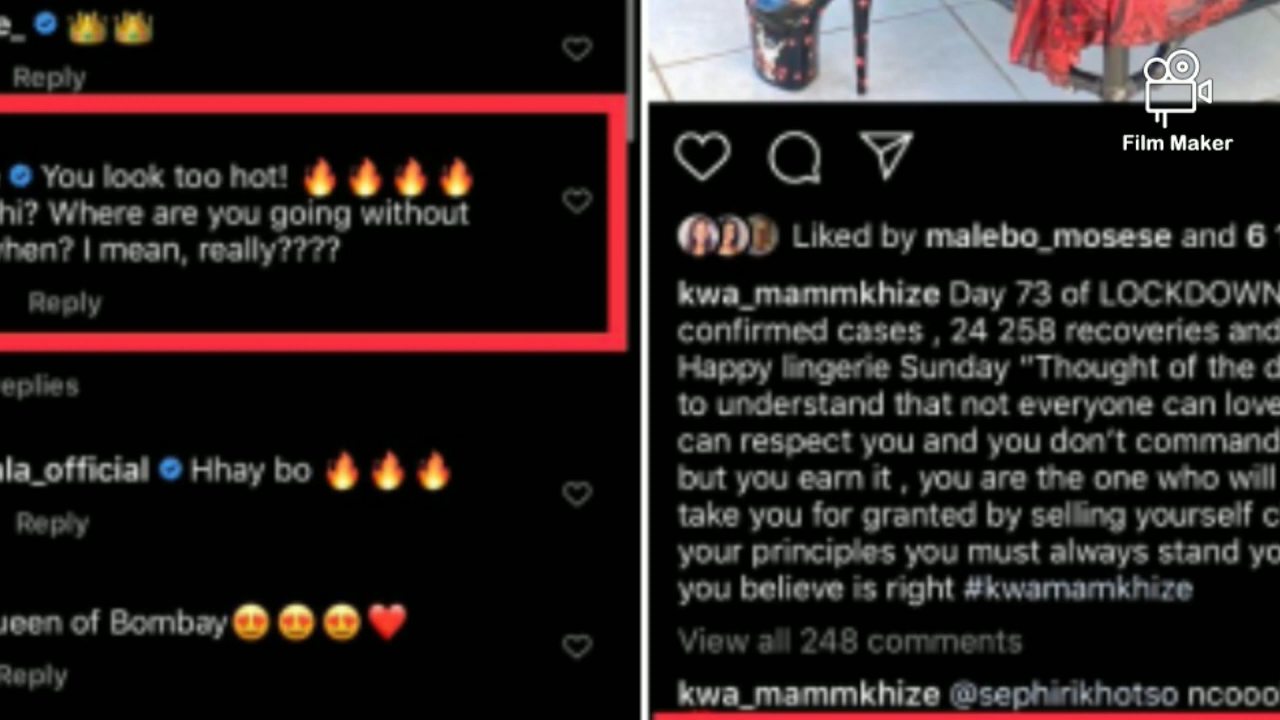 e_ 👑👑
Reply
You look too hot! 🔥🔥🔥🔥
hi? Where are you going without
when? I mean, really????
Reply
eplies
la_official Hhay bo 🔥🔥🔥
Reply
ueen of Bombay😍😍😍❤️
Reply
Film Maker
Liked by malebo_mosese and 6
kwa_mammkhize Day 73 of LOCKDOWN
confirmed cases , 24 258 recoveries and
Happy lingerie Sunday "Thought of the d
to understand that not everyone can love
can respect you and you don't command
but you earn it , you are the one who will
take you for granted by selling yourself c
your principles you must always stand yo
you believe is right #kwamamkhize
View all 248 comments
kwa_mammkhize @sephirikhotso ncooo